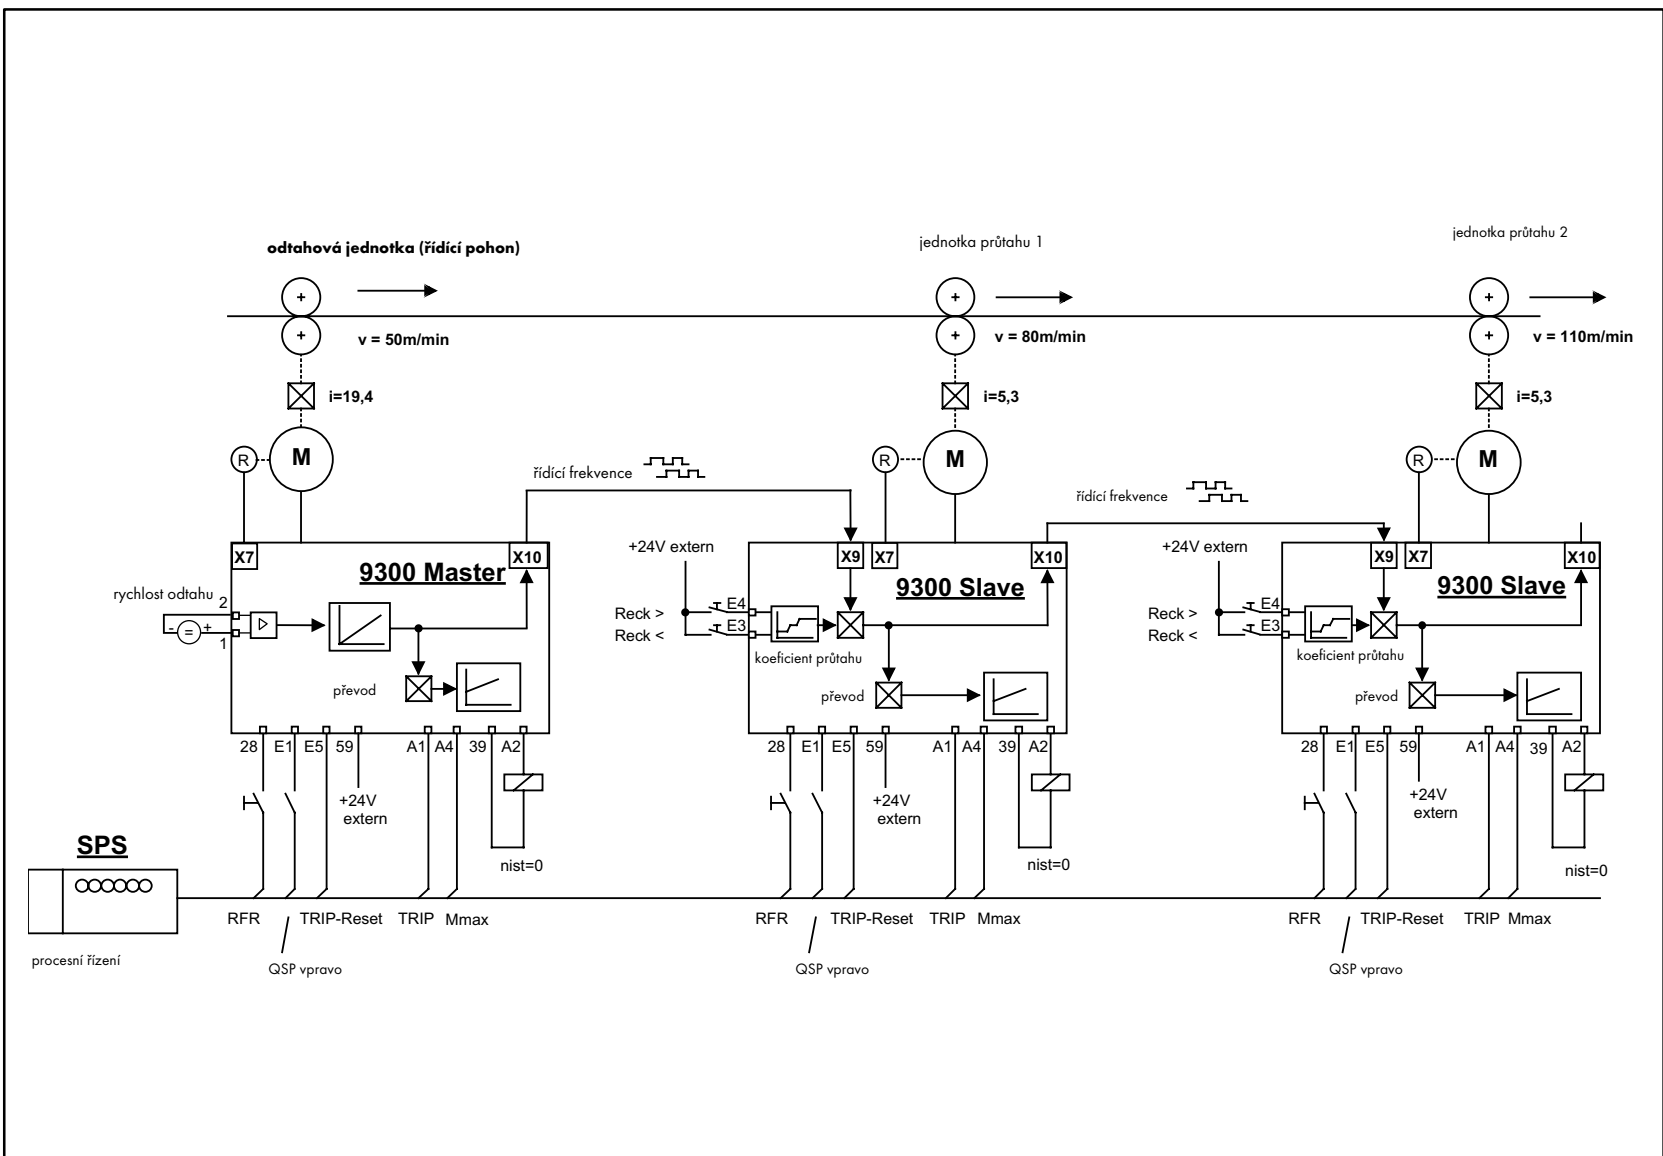 odtahová jednotka (řídící pohon)
jednotka průtahu 1
jednotka průtahu 2
+
+
+
+
+
+
v = 50m/min
v = 80m/min
v = 110m/min
i=19,4
i=5,3
i=5,3
R
M
R
M
R
M
řídící frekvence
řídící frekvence
X7
X10
9300 Master
rychlost odtahu
2
1
- = +
převod
+24V extern
X9
X7
X10
9300 Slave
Reck >
Reck <
E4
E3
koeficient průtahu
převod
+24V extern
X9
X7
X10
9300 Slave
Reck >
Reck <
E4
E3
koeficient průtahu
převod
28 E1 E5 59 A1 A4 39 A2
28 E1 E5 59 A1 A4 39 A2
28 E1 E5 59 A1 A4 39 A2
+24V
extern
+24V
extern
+24V
extern
nist=0
nist=0
nist=0
SPS
procesní řízení
RFR TRIP-Reset TRIP Mmax
QSP vpravo
RFR TRIP-Reset TRIP Mmax
QSP vpravo
RFR TRIP-Reset TRIP Mmax
QSP vpravo